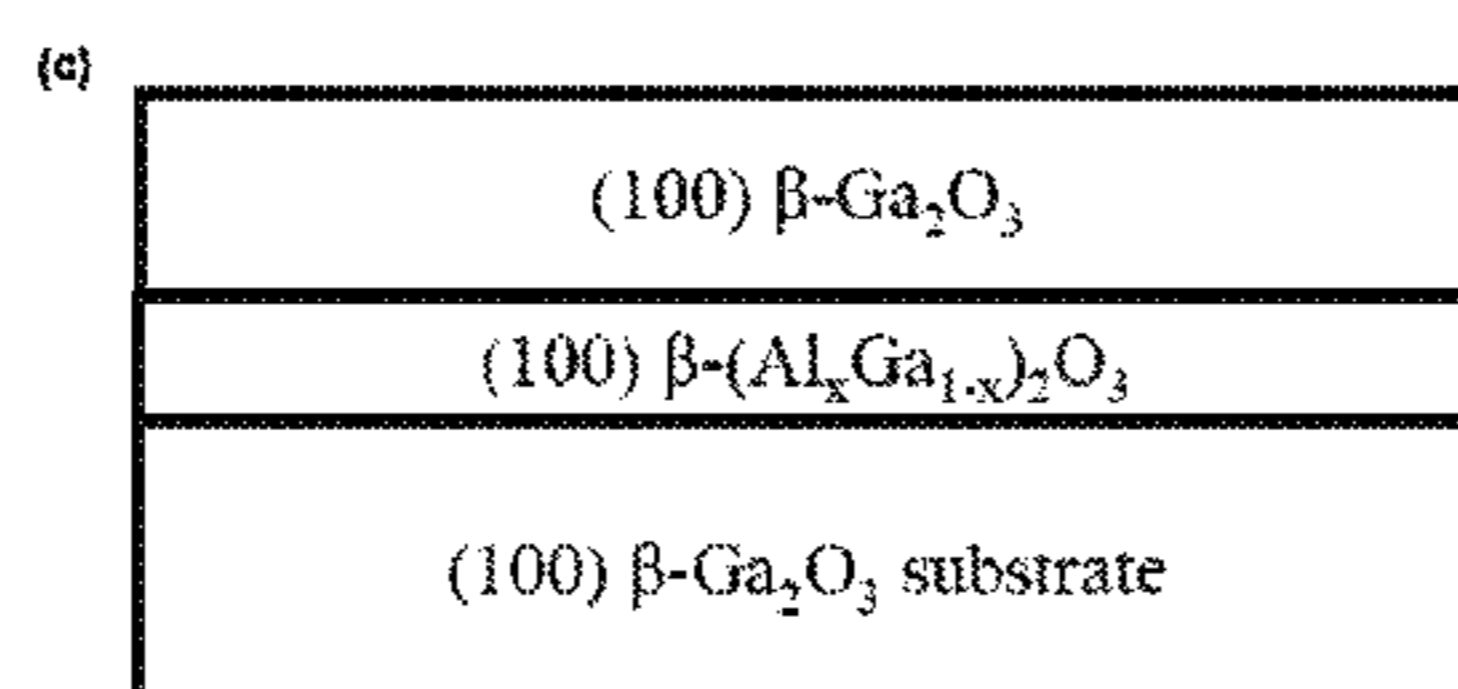 (c)
(100) β-Ga₂O₃
(100) β-(AlₓGa₁₋ₓ)₂O₃
(100) β-Ga₂O₃ substrate